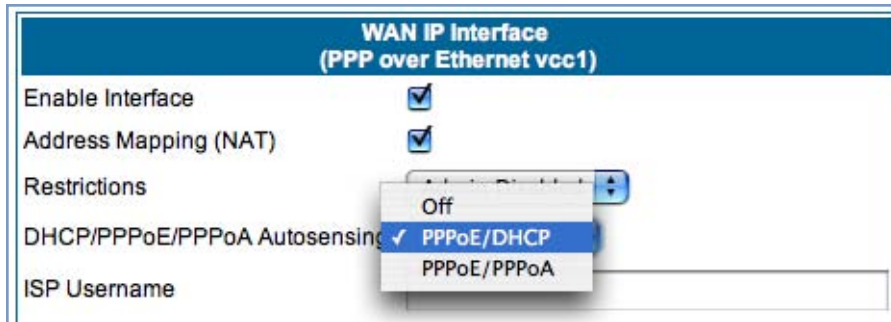 WAN IP Interface
(PPP over Ethernet vcc1)
Enable Interface
Address Mapping (NAT)
Restrictions
Off
DHCP/PPPoE/PPPoA Autosensing ✓ PPPoE/DHCP
PPPoE/PPPoA
ISP Username